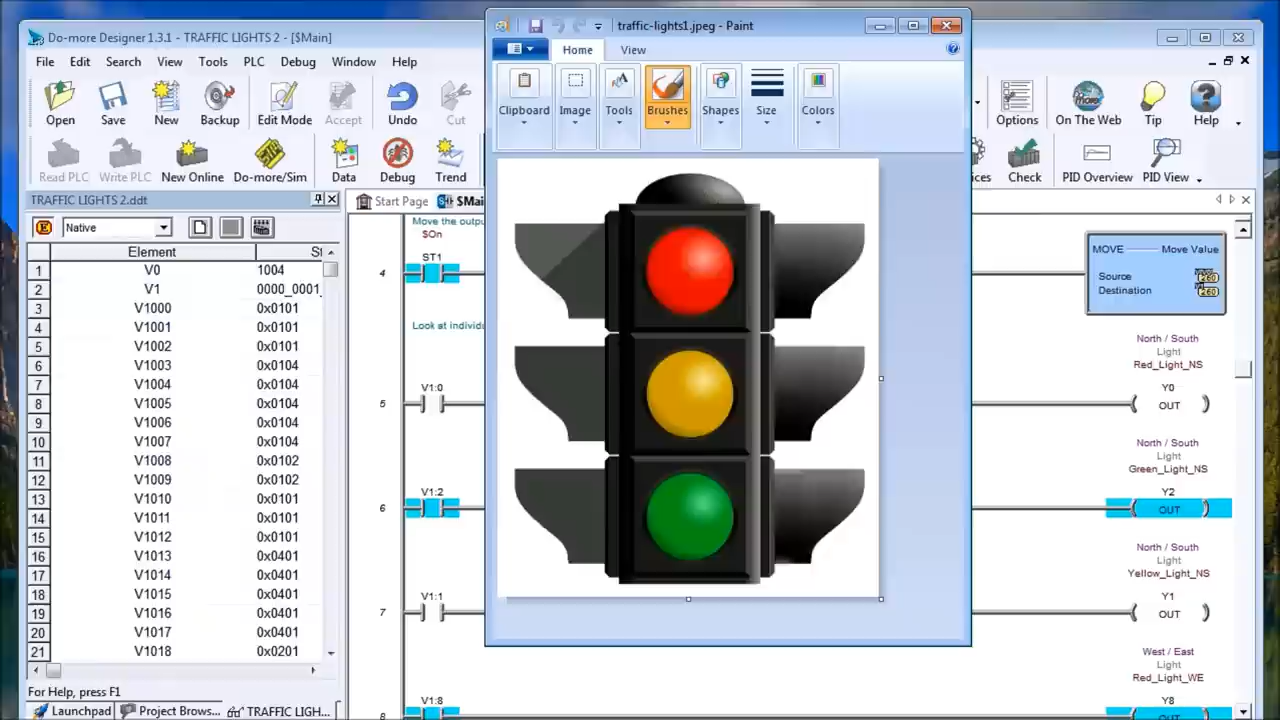 Do-more Designer 1.3.1 - TRAFFIC LIGHTS 2 - [$Main]
File Edit Search View Tools PLC Debug Window Help
Open Save New Backup Edit Mode Accept Undo Cut
Read PLC Write PLC New Online Do-more/Sim Data Debug Trend
traffic-lights1.jpeg - Paint
Home View
Clipboard Image Tools Brushes Shapes Size Colors
Options On The Web Tip Help
Check PID Overview PID View
TRAFFIC LIGHTS 2.ddt
Native
Element
1 V0 1004
2 V1 0000_0001_
3 V1000 0x0101
4 V1001 0x0101
5 V1002 0x0101
6 V1003 0x0104
7 V1004 0x0104
8 V1005 0x0104
9 V1006 0x0104
10 V1007 0x0104
11 V1008 0x0102
12 V1009 0x0102
13 V1010 0x0101
14 V1011 0x0101
15 V1012 0x0101
16 V1013 0x0401
17 V1014 0x0401
18 V1015 0x0401
19 V1016 0x0401
20 V1017 0x0401
21 V1018 0x0201
For Help, press F1
Launchpad Project Brows... TRAFFIC LIGH...
Start Page $Mai
Move the outpu
$On
ST1
4
MOVE Move Value
Source
Destination
Look at individu
North / South
Light
Red_Light_NS
V1:0 Y0
5 OUT
North / South
Light
Green_Light_NS
V1:2 Y2
6 OUT
North / South
Light
Yellow_Light_NS
V1:1 Y1
7 OUT
West / East
Light
Red_Light_WE
V1:8 Y8
8 OUT